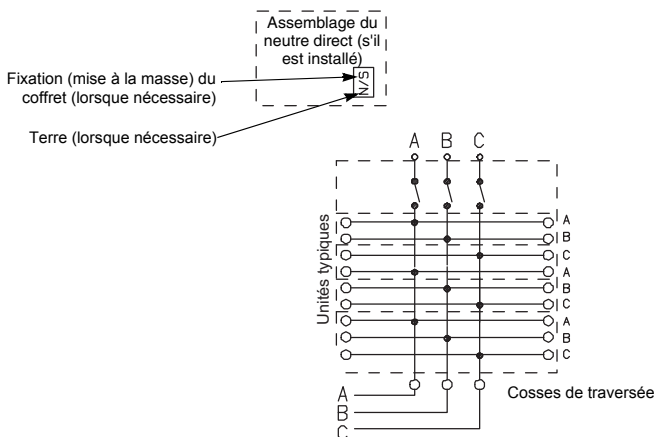 Assemblage du
neutre direct (s'il
est installé)
N/S
Fixation (mise à la masse) du
coffret (lorsque nécessaire)
Terre (lorsque nécessaire)
A B C
Unités typiques
A
B
C
A
B
C
A
B
C
Cosses de traversée
A
B
C